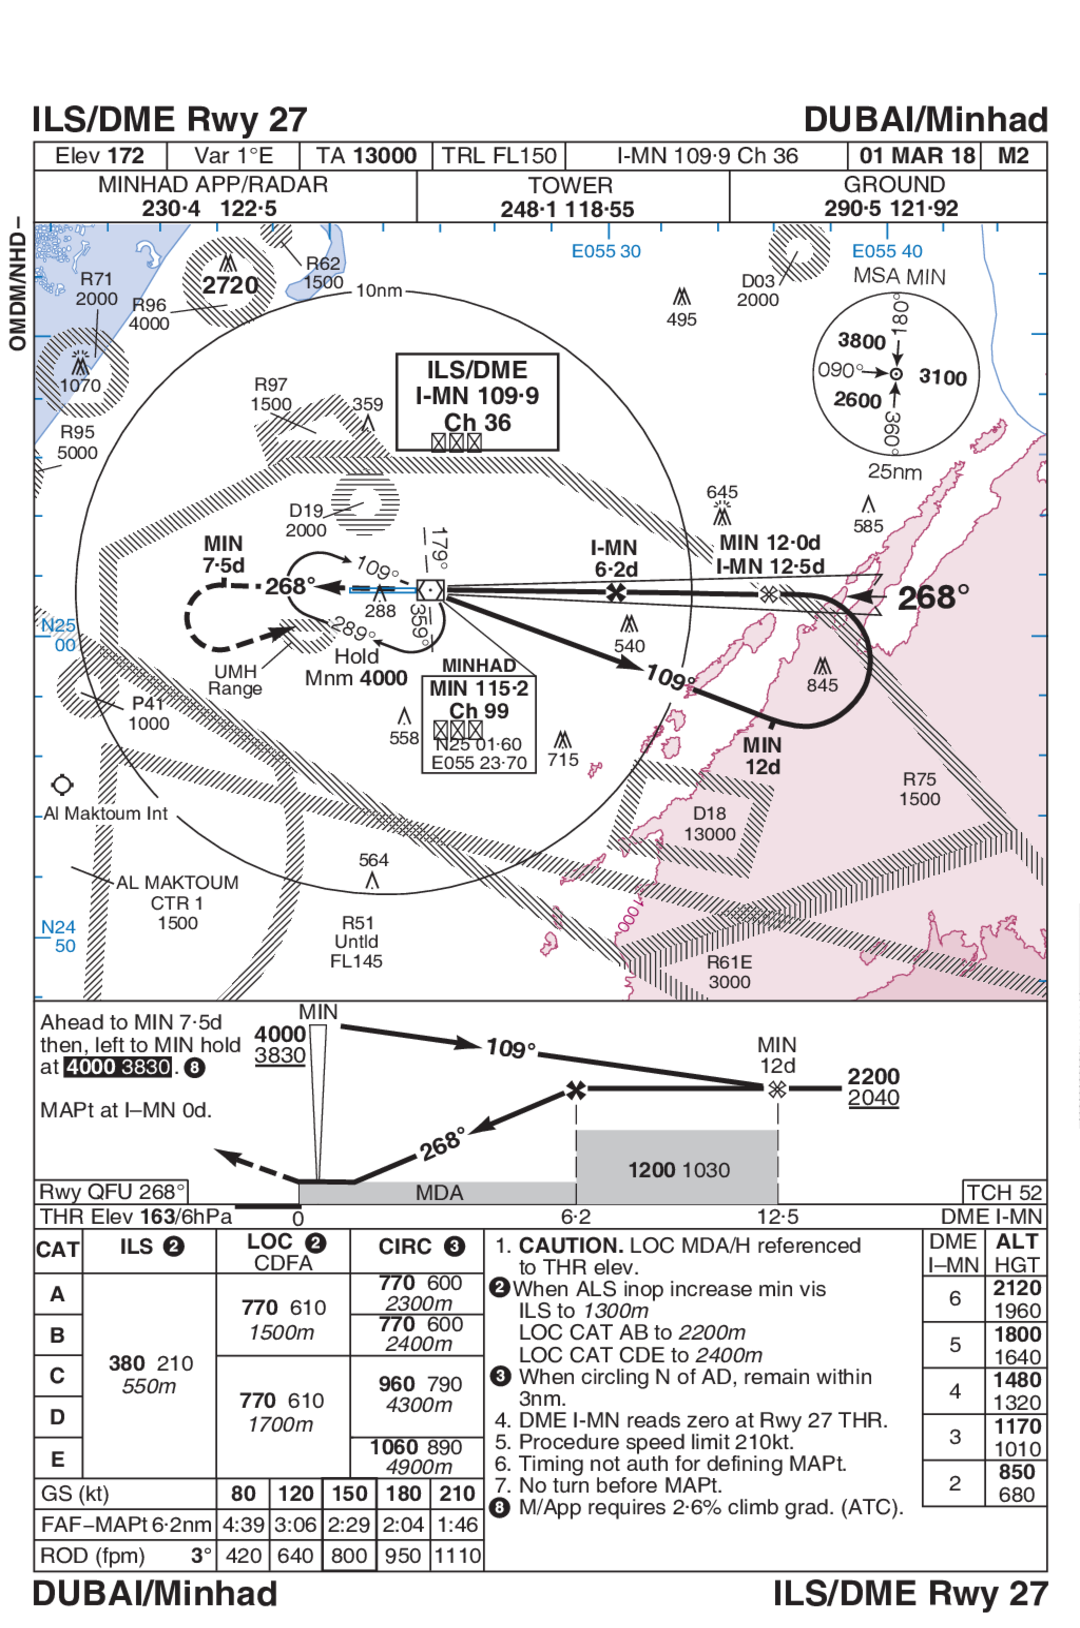 ILS/DME Rwy 27 DUBAI/Minhad
Elev 172 Var 1°E TA 13000 TRL FL150 I-MN 109·9 Ch 36 01 MAR 18 M2
MINHAD APP/RADAR TOWER GROUND
230·4 122·5 248·1 118·55 290·5 121·92
OMDM/NHD–
E055 30 E055 40
R71
2000
R96
4000
2720
R62
1500
10nm
D03
2000
495
MSA MIN
180°
3800
090°
3100
2600
360°
25nm
1070
R95
5000
R97
1500
359
ILS/DME
I-MN 109·9
Ch 36
D19
2000
645
585
MIN
7·5d
109°
179°
I-MN
6·2d
MIN 12·0d
I-MN 12·5d
268°
268°
288
359°
289°
N25
00
540
Hold
Mnm 4000
UMH
Range
MINHAD
MIN 115·2
Ch 99
N25 01·60
E055 23·70
109°
845
P41
1000
558
715
MIN
12d
Al Maktoum Int
R75
1500
D18
13000
564
AL MAKTOUM
CTR 1
1500
N24
50
R51
Untld
FL145
1000
R61E
3000
Ahead to MIN 7·5d
then, left to MIN hold
at 4000 3830. 8
MAPt at I–MN 0d.
MIN
4000
3830
109°
MIN
12d
2200
2040
268°
1200 1030
MDA
Rwy QFU 268° TCH 52
THR Elev 163/6hPa 0 6·2 12·5 DME I-MN
CAT ILS 2 LOC 2 CDFA CIRC 3
A
B
C
D
E
380 210
550m
770 610
1500m
770 610
1700m
770 600
2300m
770 600
2400m
960 790
4300m
1060 890
4900m
GS (kt) 80 120 150 180 210
FAF–MAPt 6·2nm 4:39 3:06 2:29 2:04 1:46
ROD (fpm) 3° 420 640 800 950 1110
1. CAUTION. LOC MDA/H referenced
to THR elev.
2 When ALS inop increase min vis
ILS to 1300m
LOC CAT AB to 2200m
LOC CAT CDE to 2400m
3 When circling N of AD, remain within
3nm.
4. DME I-MN reads zero at Rwy 27 THR.
5. Procedure speed limit 210kt.
6. Timing not auth for defining MAPt.
7. No turn before MAPt.
8 M/App requires 2·6% climb grad. (ATC).
DME ALT
I–MN HGT
6 2120
1960
5 1800
1640
4 1480
1320
3 1170
1010
2 850
680
DUBAI/Minhad ILS/DME Rwy 27